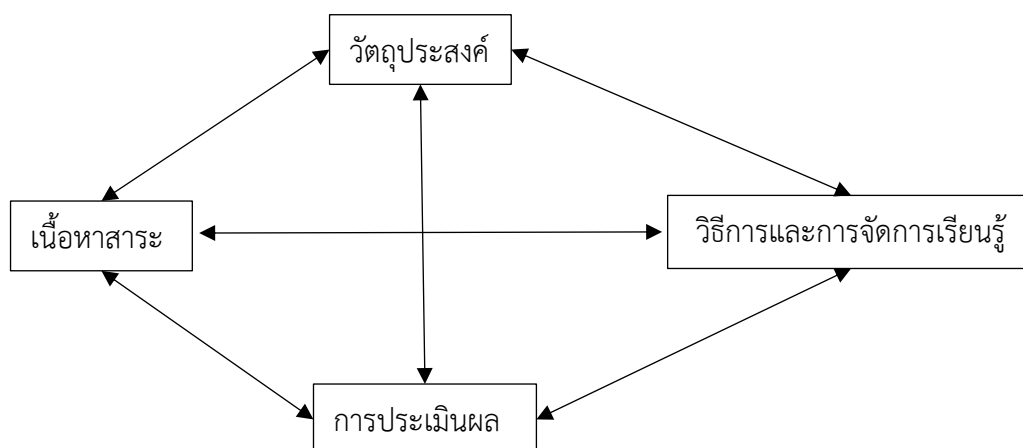 วัตถุประสงค์
เนื้อหาสาระ
วิธีการและการจัดการเรียนรู้
การประเมินผล